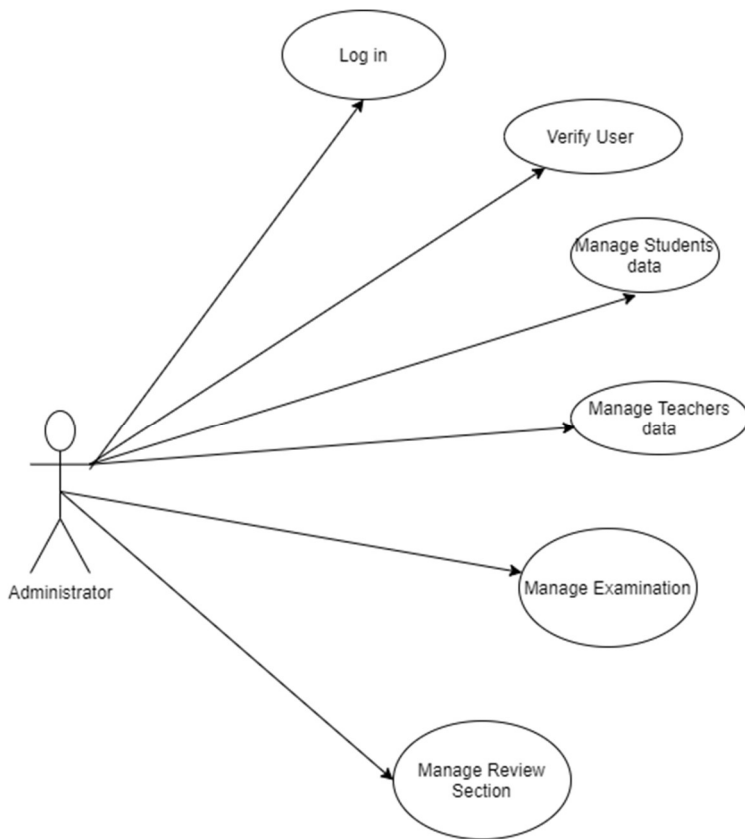 Log in
Verify User
Manage Students
data
Manage Teachers
data
Administrator
Manage Examination
Manage Review
Section